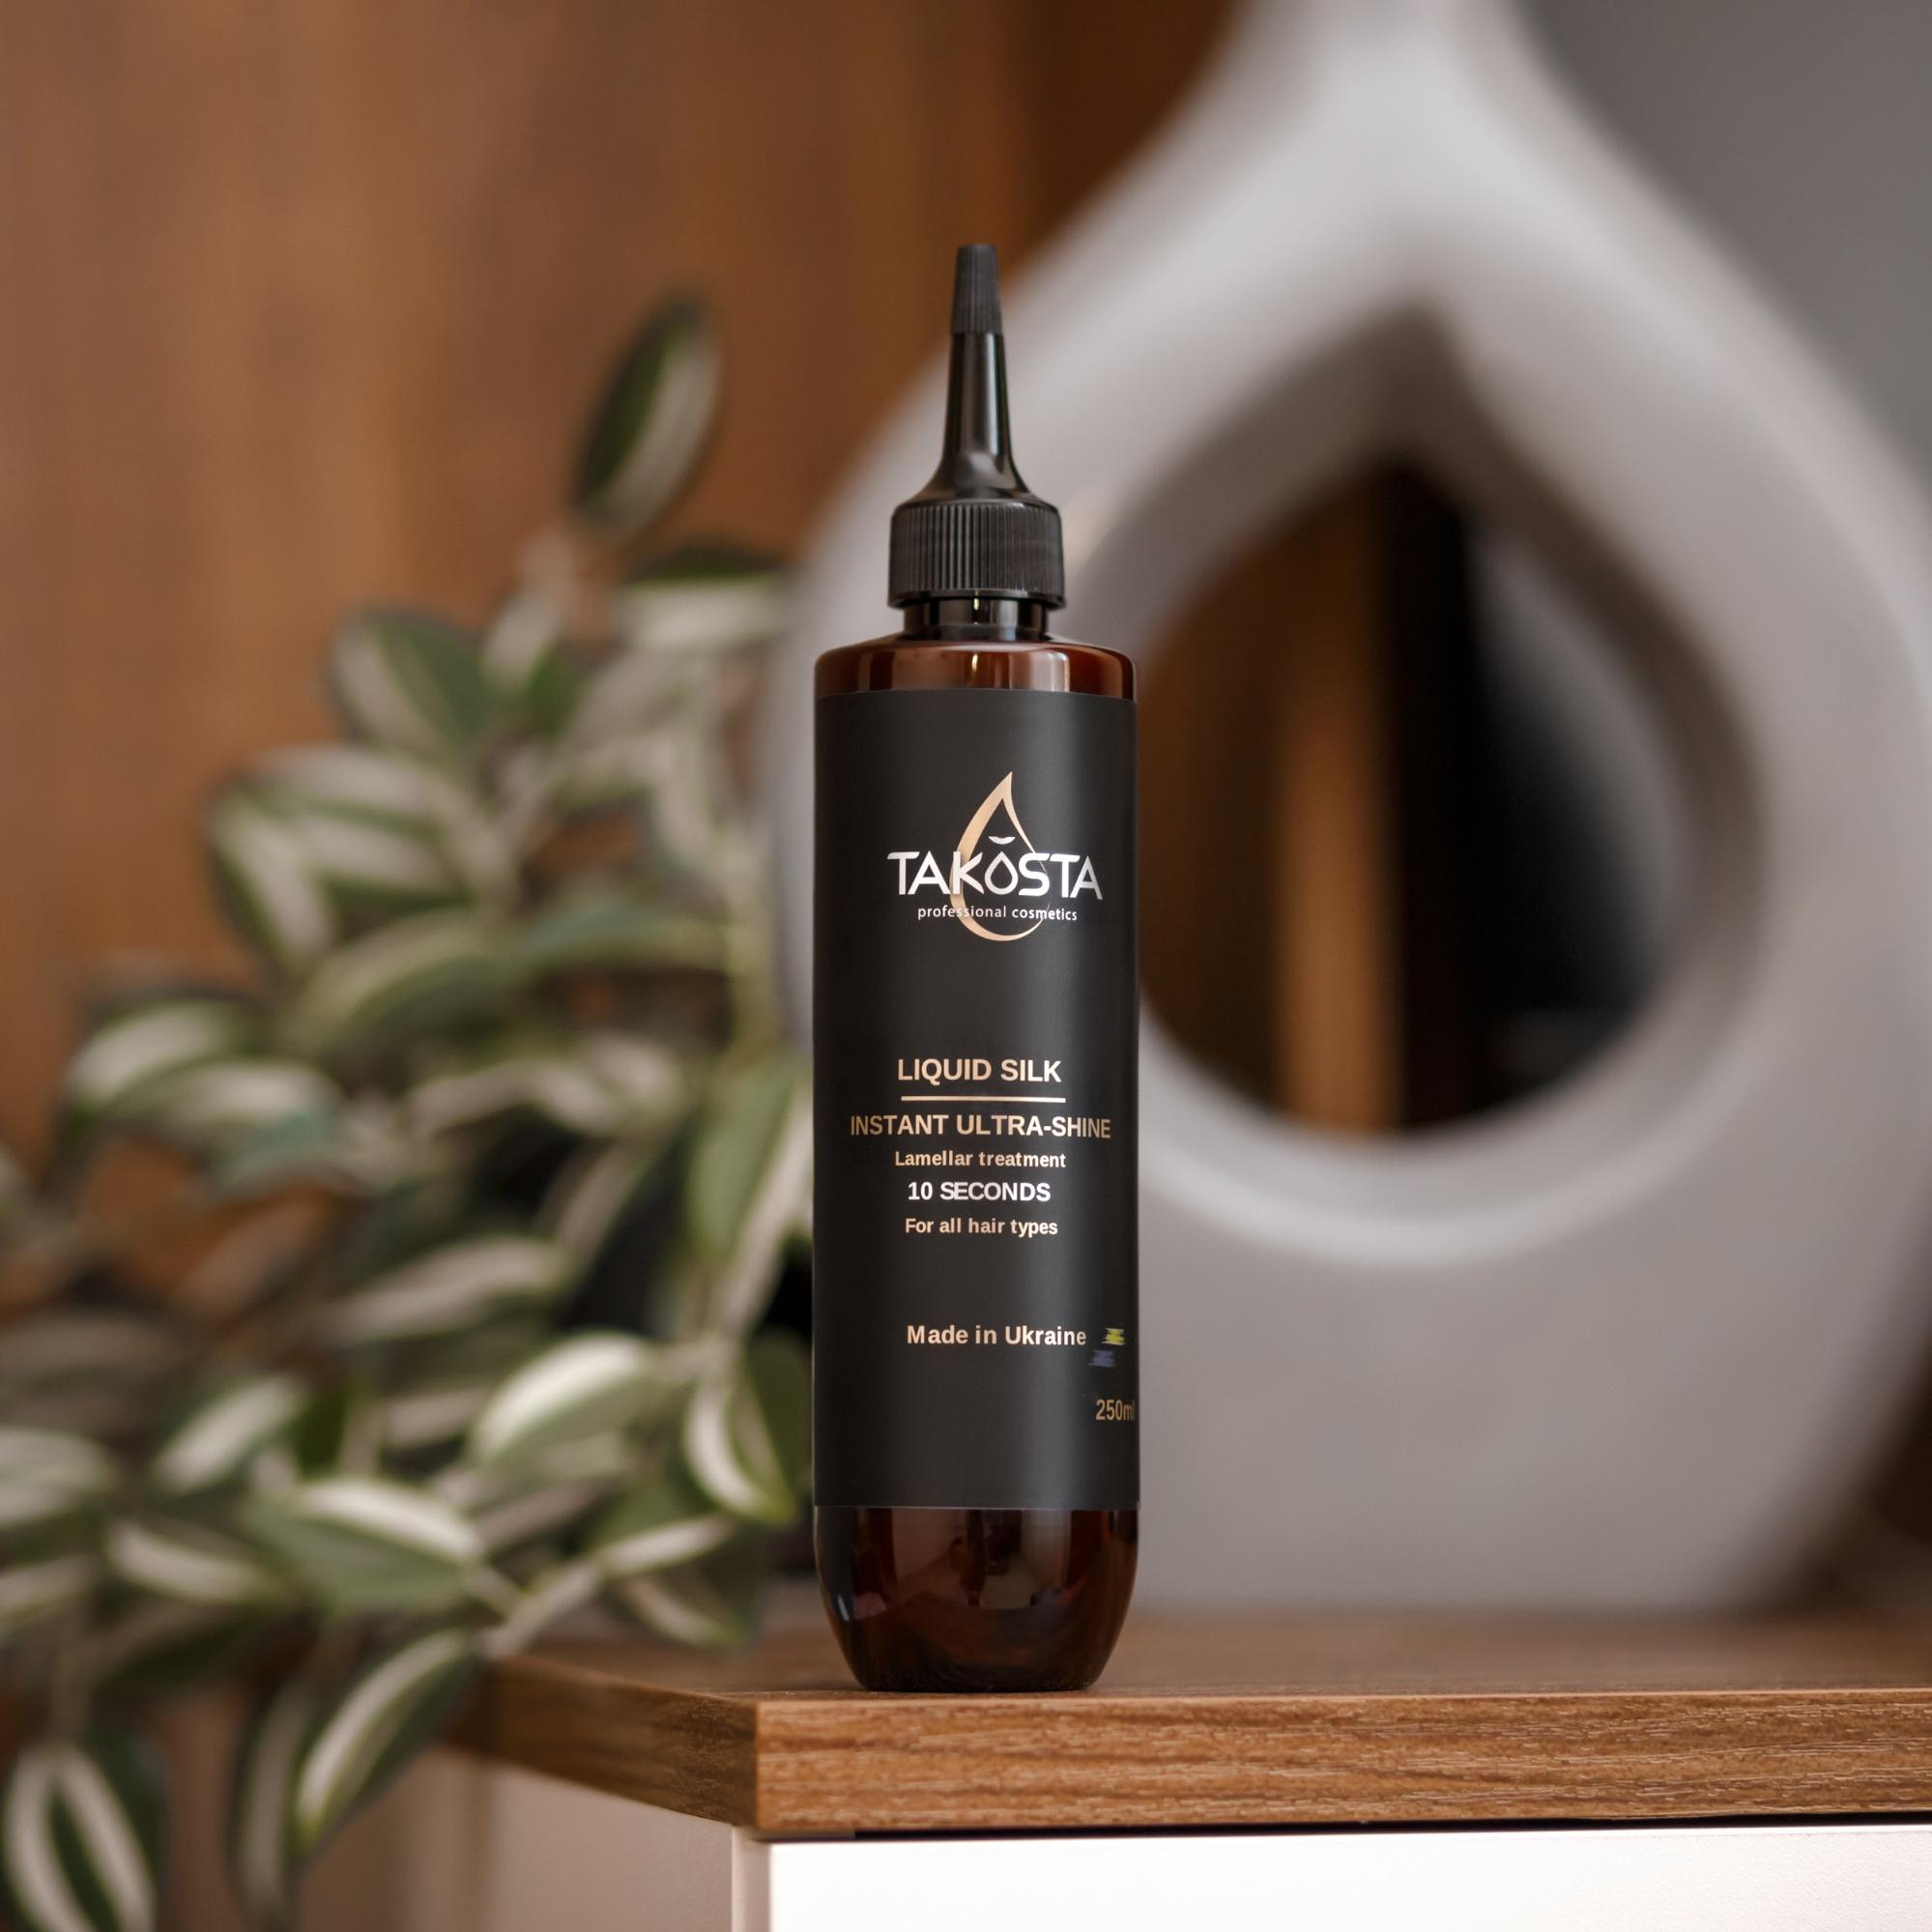 TAKŎSTA
professional cosmetics
LIQUID SILK
INSTANT ULTRA-SHINE
Lamellar treatment
10 SECONDS
For all hair types
Made in Ukraine
250ml